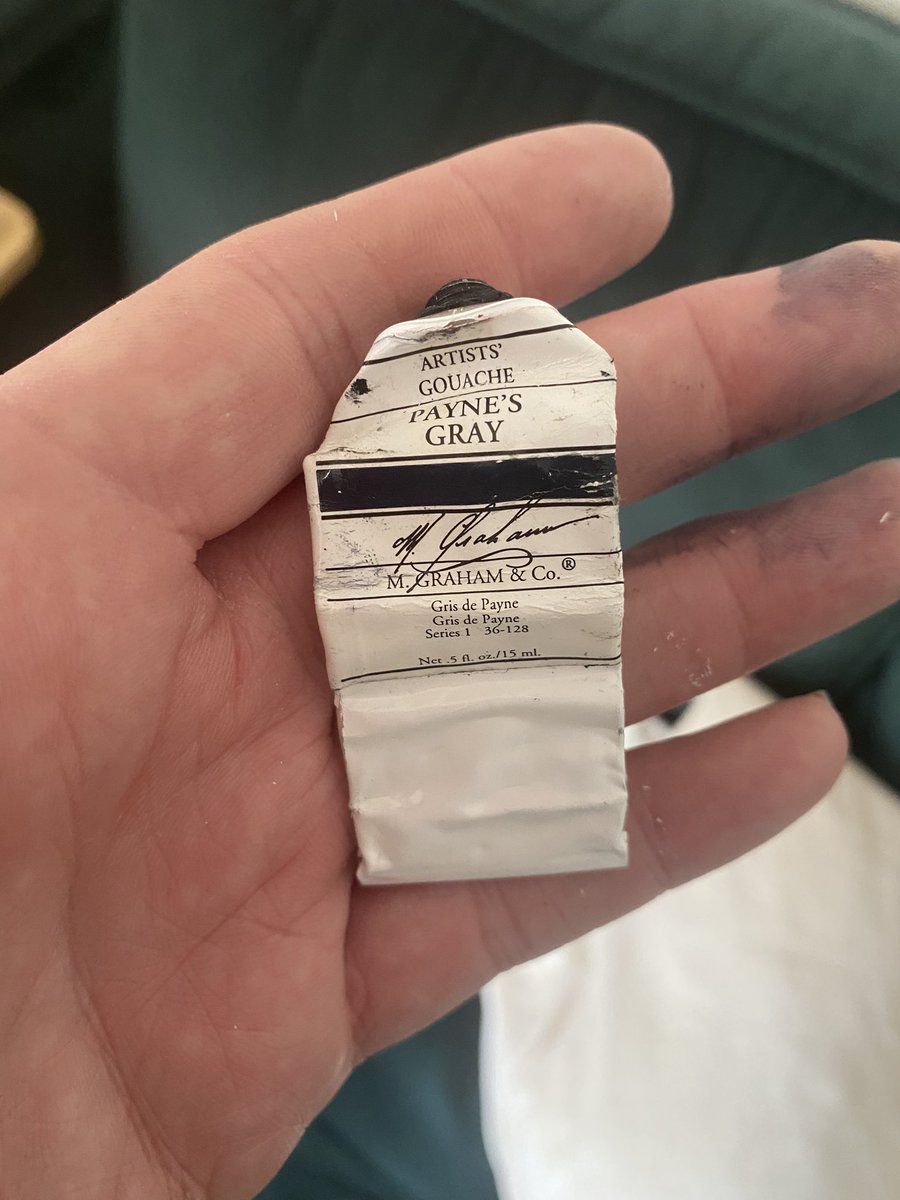 ARTISTS'
GOUACHE
PAYNE'S
GRAY
M. Graham
M. GRAHAM & Co.®
Gris de Payne
Gris de Payne
Series 1 36-128
Net .5 fl. oz./15 ml.